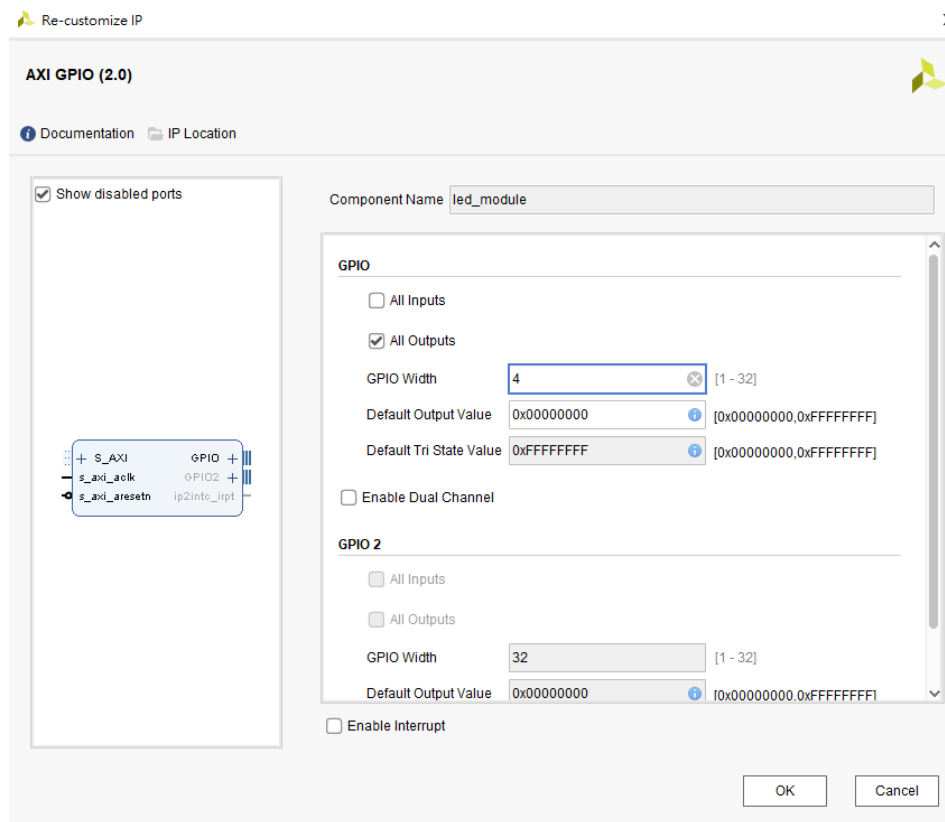 Re-customize IP
AXI GPIO (2.0)
Documentation IP Location
Show disabled ports
S_AXI GPIO
s_axi_aclk GPIO2
s_axi_aresetn ip2intc_irpt
Component Name led_module
GPIO
All Inputs
All Outputs
GPIO Width 4 [1 - 32]
Default Output Value 0x00000000 [0x00000000,0xFFFFFFFF]
Default Tri State Value 0xFFFFFFFF [0x00000000,0xFFFFFFFF]
Enable Dual Channel
GPIO 2
All Inputs
All Outputs
GPIO Width 32 [1 - 32]
Default Output Value 0x00000000 [0x00000000,0xFFFFFFFF]
Enable Interrupt
OK Cancel